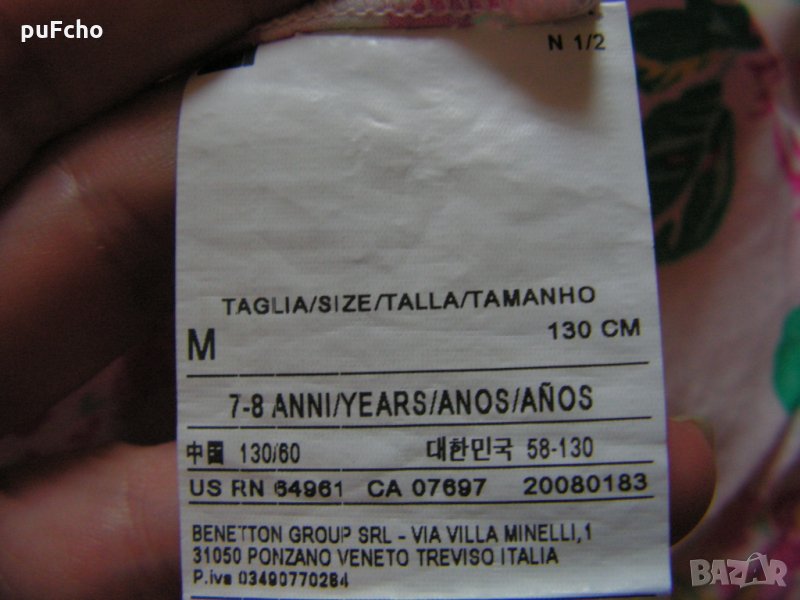 puFcho
N 1/2
TAGLIA/SIZE/TALLA/TAMANHO
M 130 CM
7-8 ANNI/YEARS/ANOS/AÑOS
中国 130/60 대한민국 58-130
US RN 64961 CA 07697 20080183
BENETTON GROUP SRL - VIA VILLA MINELLI,1
31050 PONZANO VENETO TREVISO ITALIA
P.iva 03490770264
BAZAR